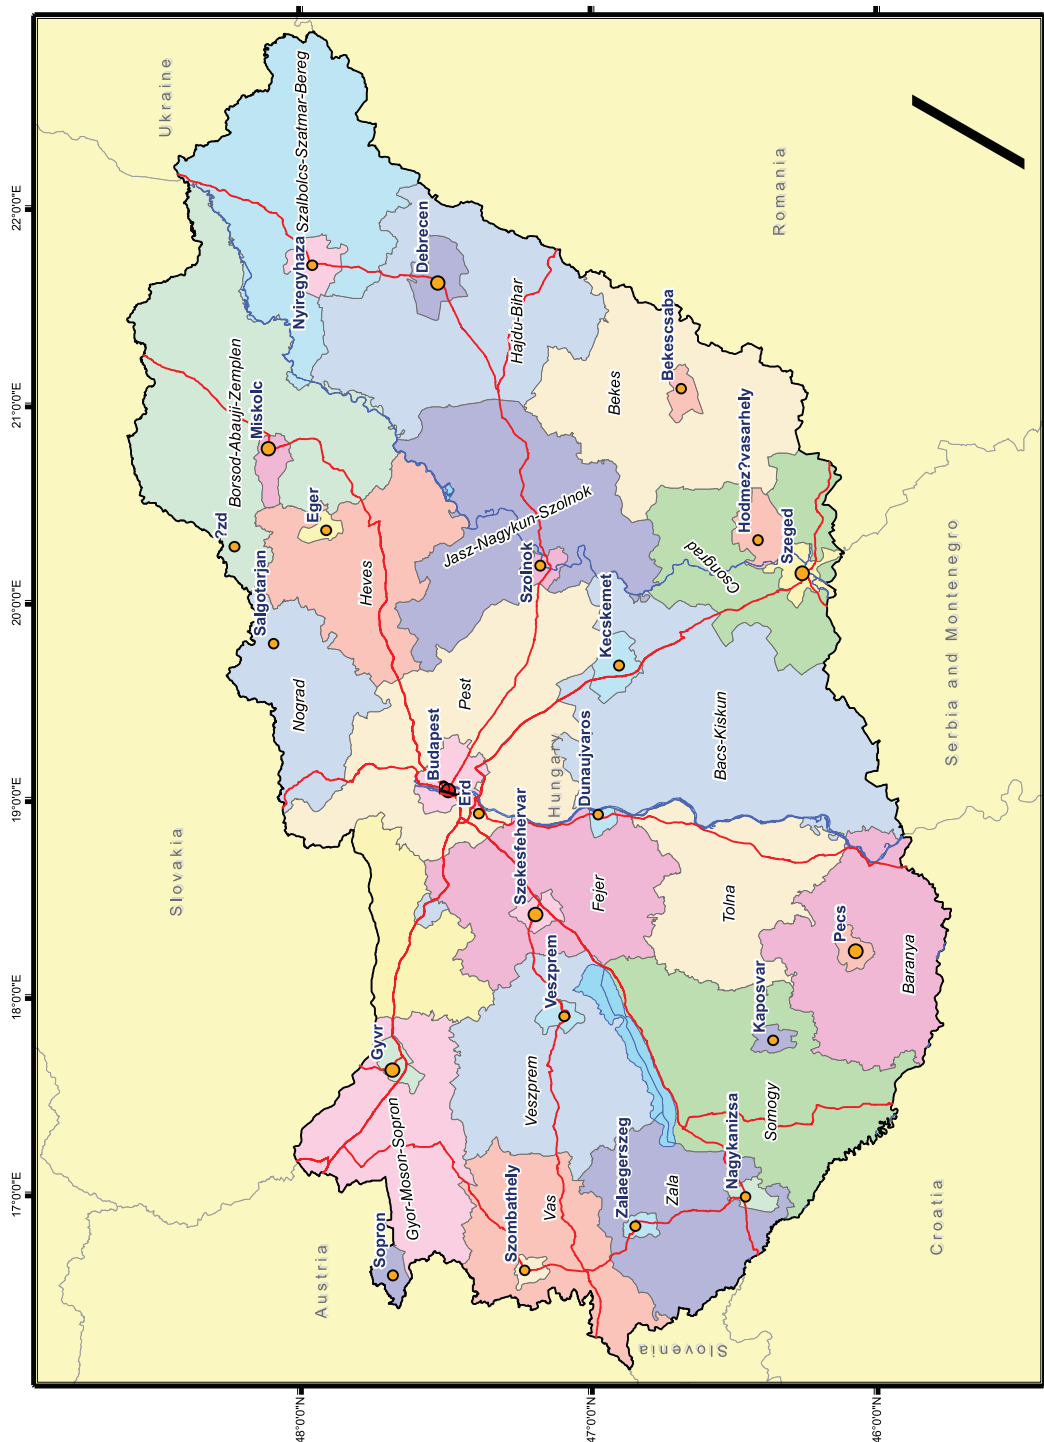 22°0'0"E
21°0'0"E
20°0'0"E
19°0'0"E
18°0'0"E
17°0'0"E
48°0'0"N
47°0'0"N
46°0'0"N
Ukraine
Slovakia
Austria
Slovenia
Croatia
Serbia and Montenegro
Romania
Hungary
Szalbolcs-Szatmar-Bereg
Nyiregyhaza
Debrecen
Hajdu-Bihar
Borsod-Abauji-Zemplen
Miskolc
?zd
Eger
Heves
Salgotarjan
Nograd
Jasz-Nagykun-Szolnok
Szolnok
Bekes
Bekescsaba
Hodmez?vasarhely
Szeged
Csongrad
Kecskemet
Bacs-Kiskun
Pest
Budapest
Erd
Dunaujvaros
Szekesfehervar
Fejer
Tolna
Pecs
Baranya
Kaposvar
Somogy
Veszprem
Veszprem
Gyvr
Gyor-Moson-Sopron
Sopron
Szombathely
Vas
Zalaegerszeg
Zala
Nagykanizsa